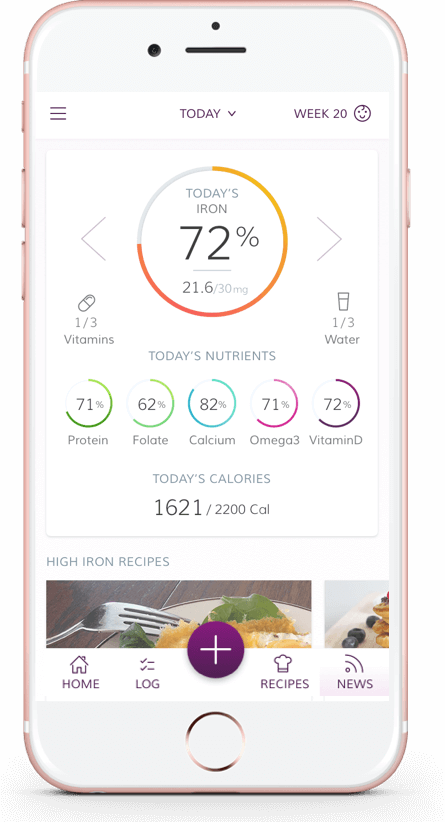 TODAY
WEEK 20
TODAY'S
IRON
72%
21.6/30mg
1/3
Vitamins
1/3
Water
TODAY'S NUTRIENTS
71% 62% 82% 71% 72%
Protein Folate Calcium Omega3 VitaminD
TODAY'S CALORIES
1621 / 2200 Cal
HIGH IRON RECIPES
HOME LOG RECIPES NEWS